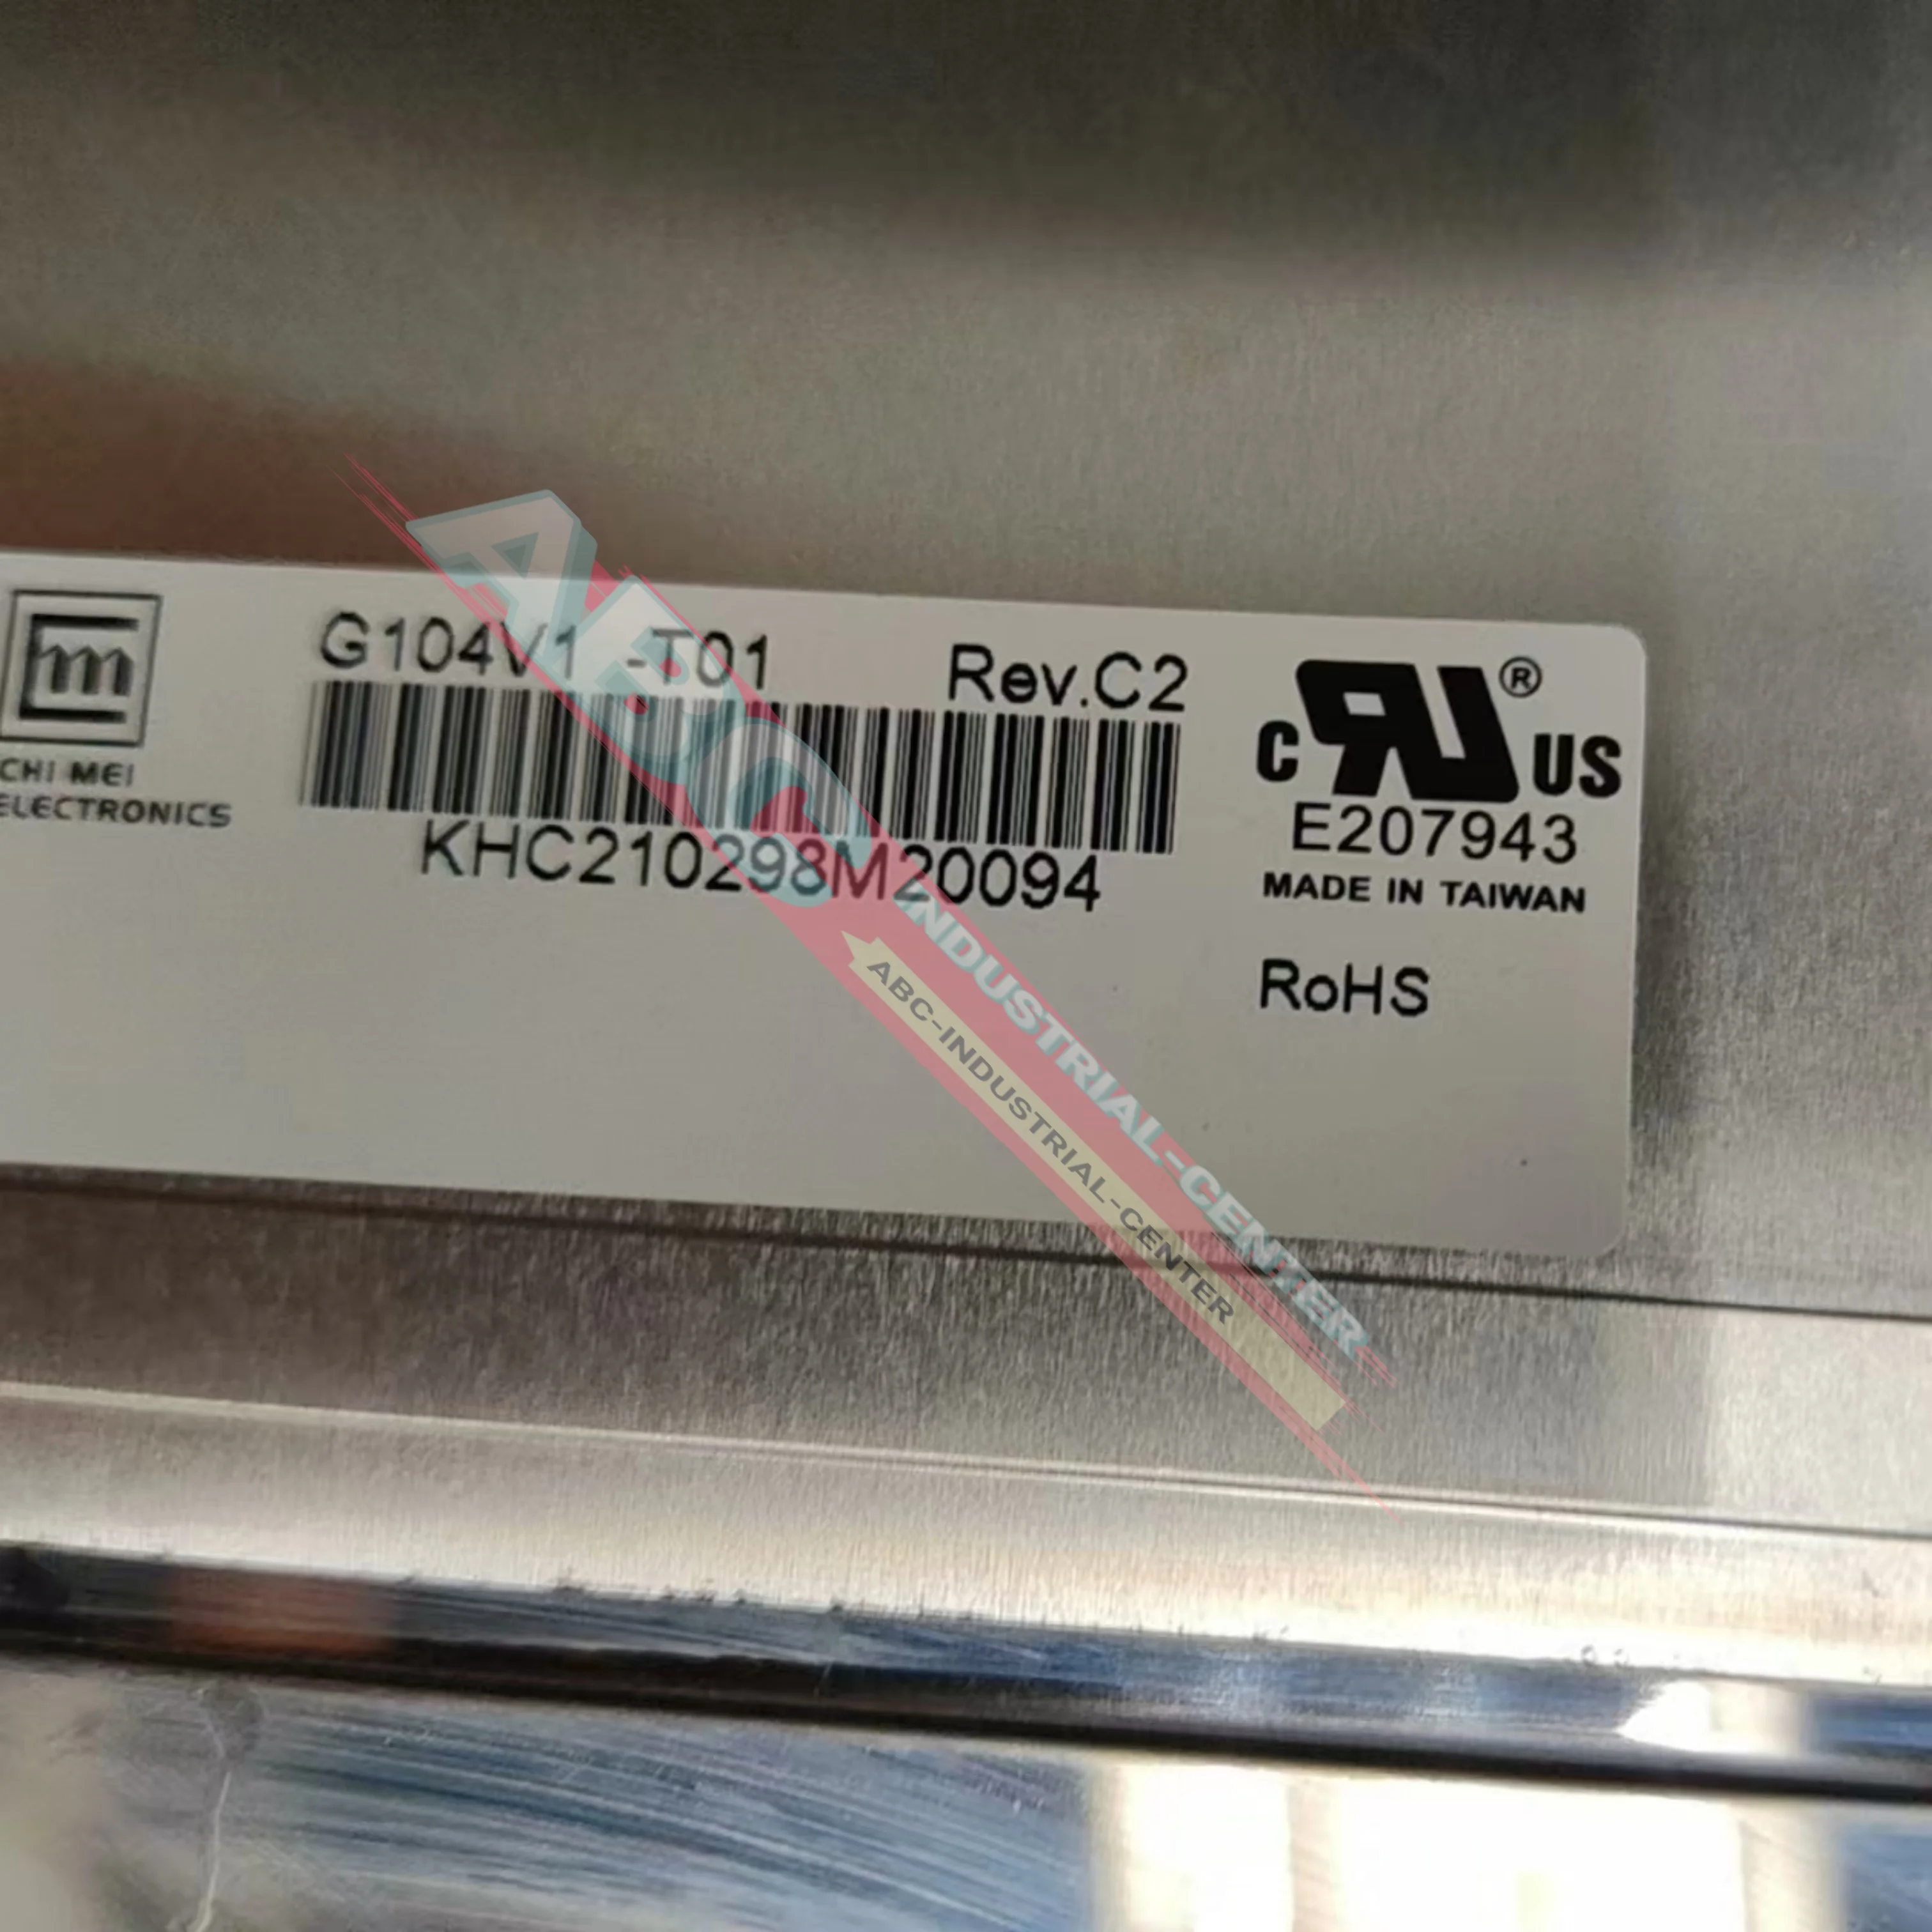 G104V1 -T01 Rev.C2
CHI MEI
ELECTRONICS
KHC210298M20094
C RU ® US
E207943
MADE IN TAIWAN
RoHS
ABC INDUSTRIAL-CENTER
ABC-INDUSTRIAL-CENTER